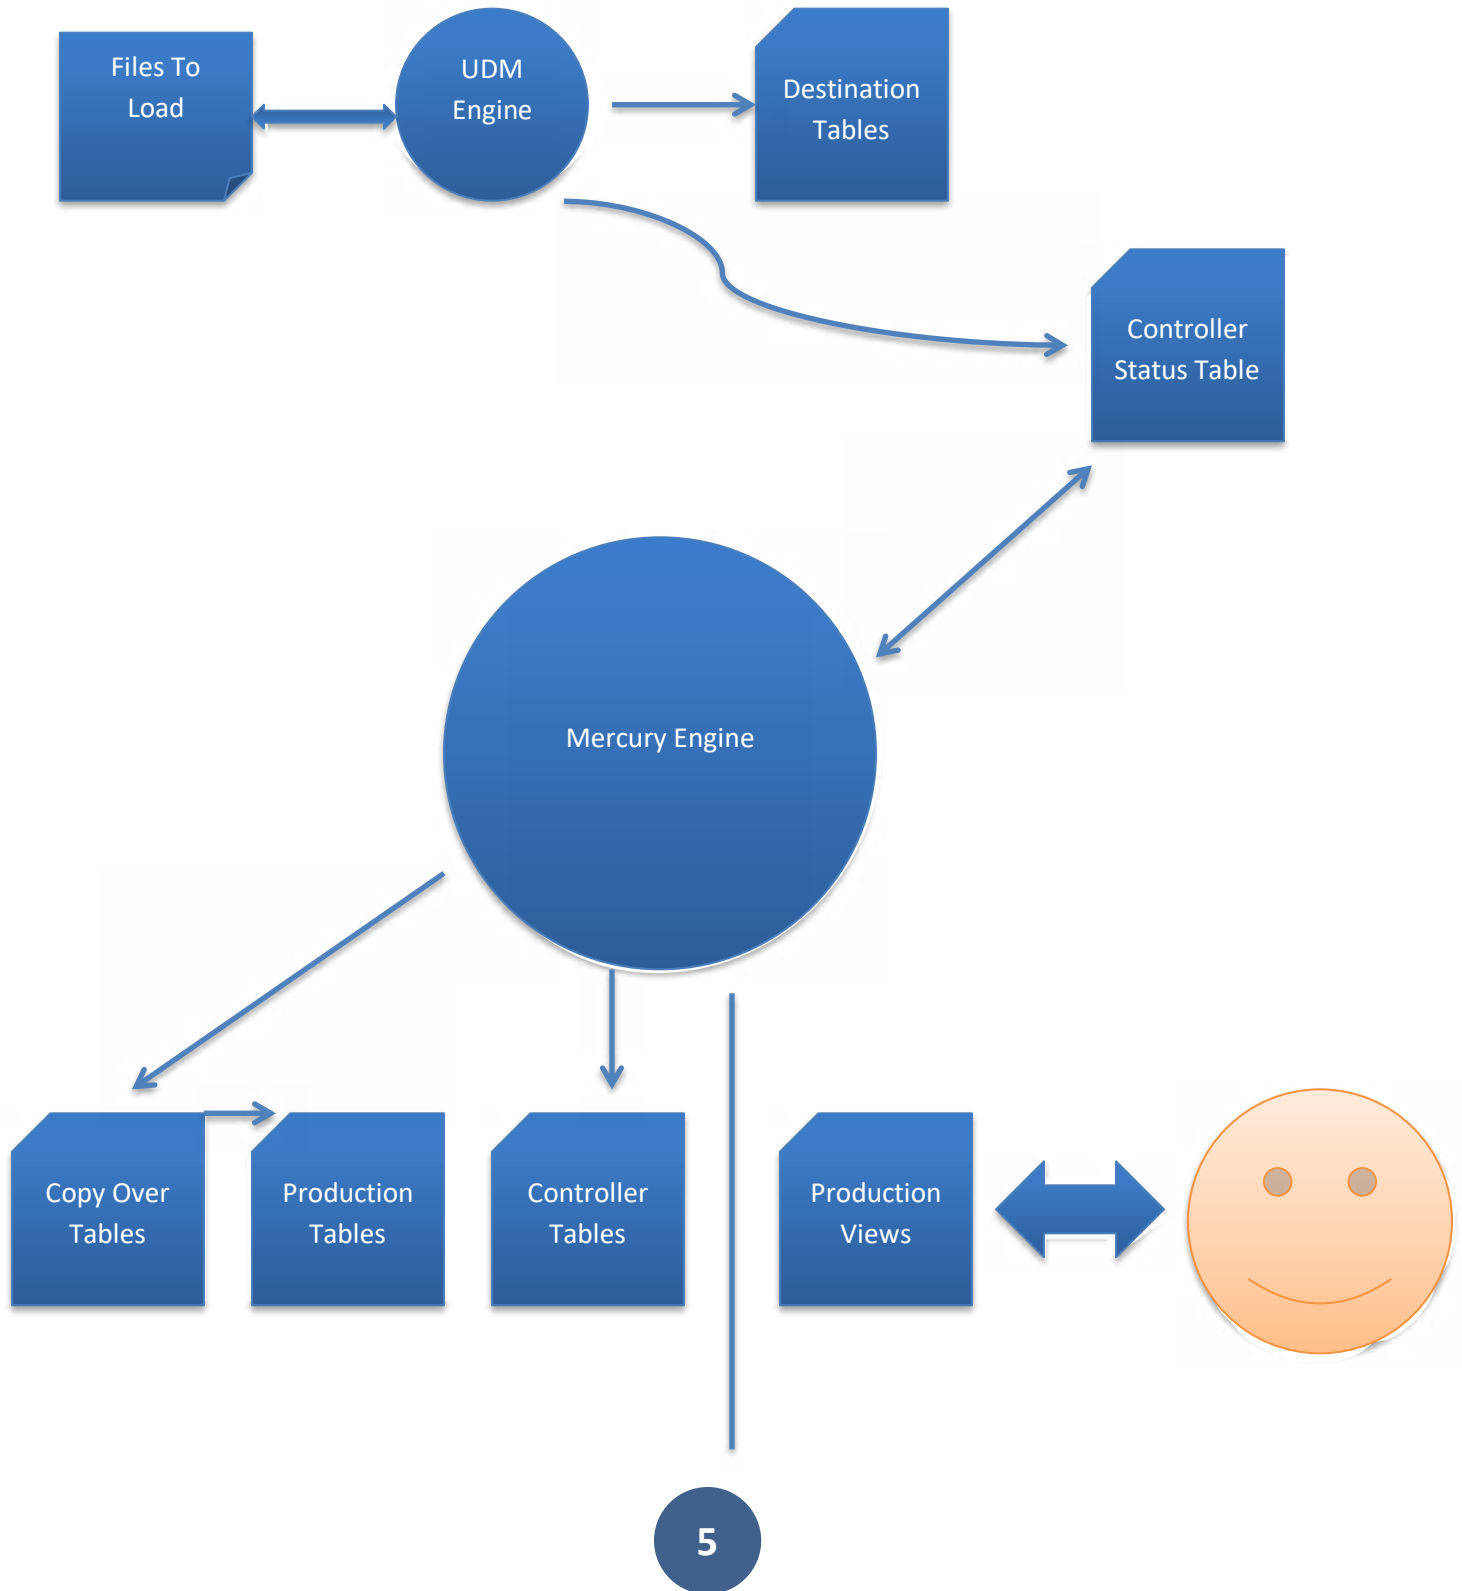 Files To
Load
UDM
Engine
Destination
Tables
Controller
Status Table
Mercury Engine
Copy Over
Tables
Production
Tables
Controller
Tables
Production
Views
5